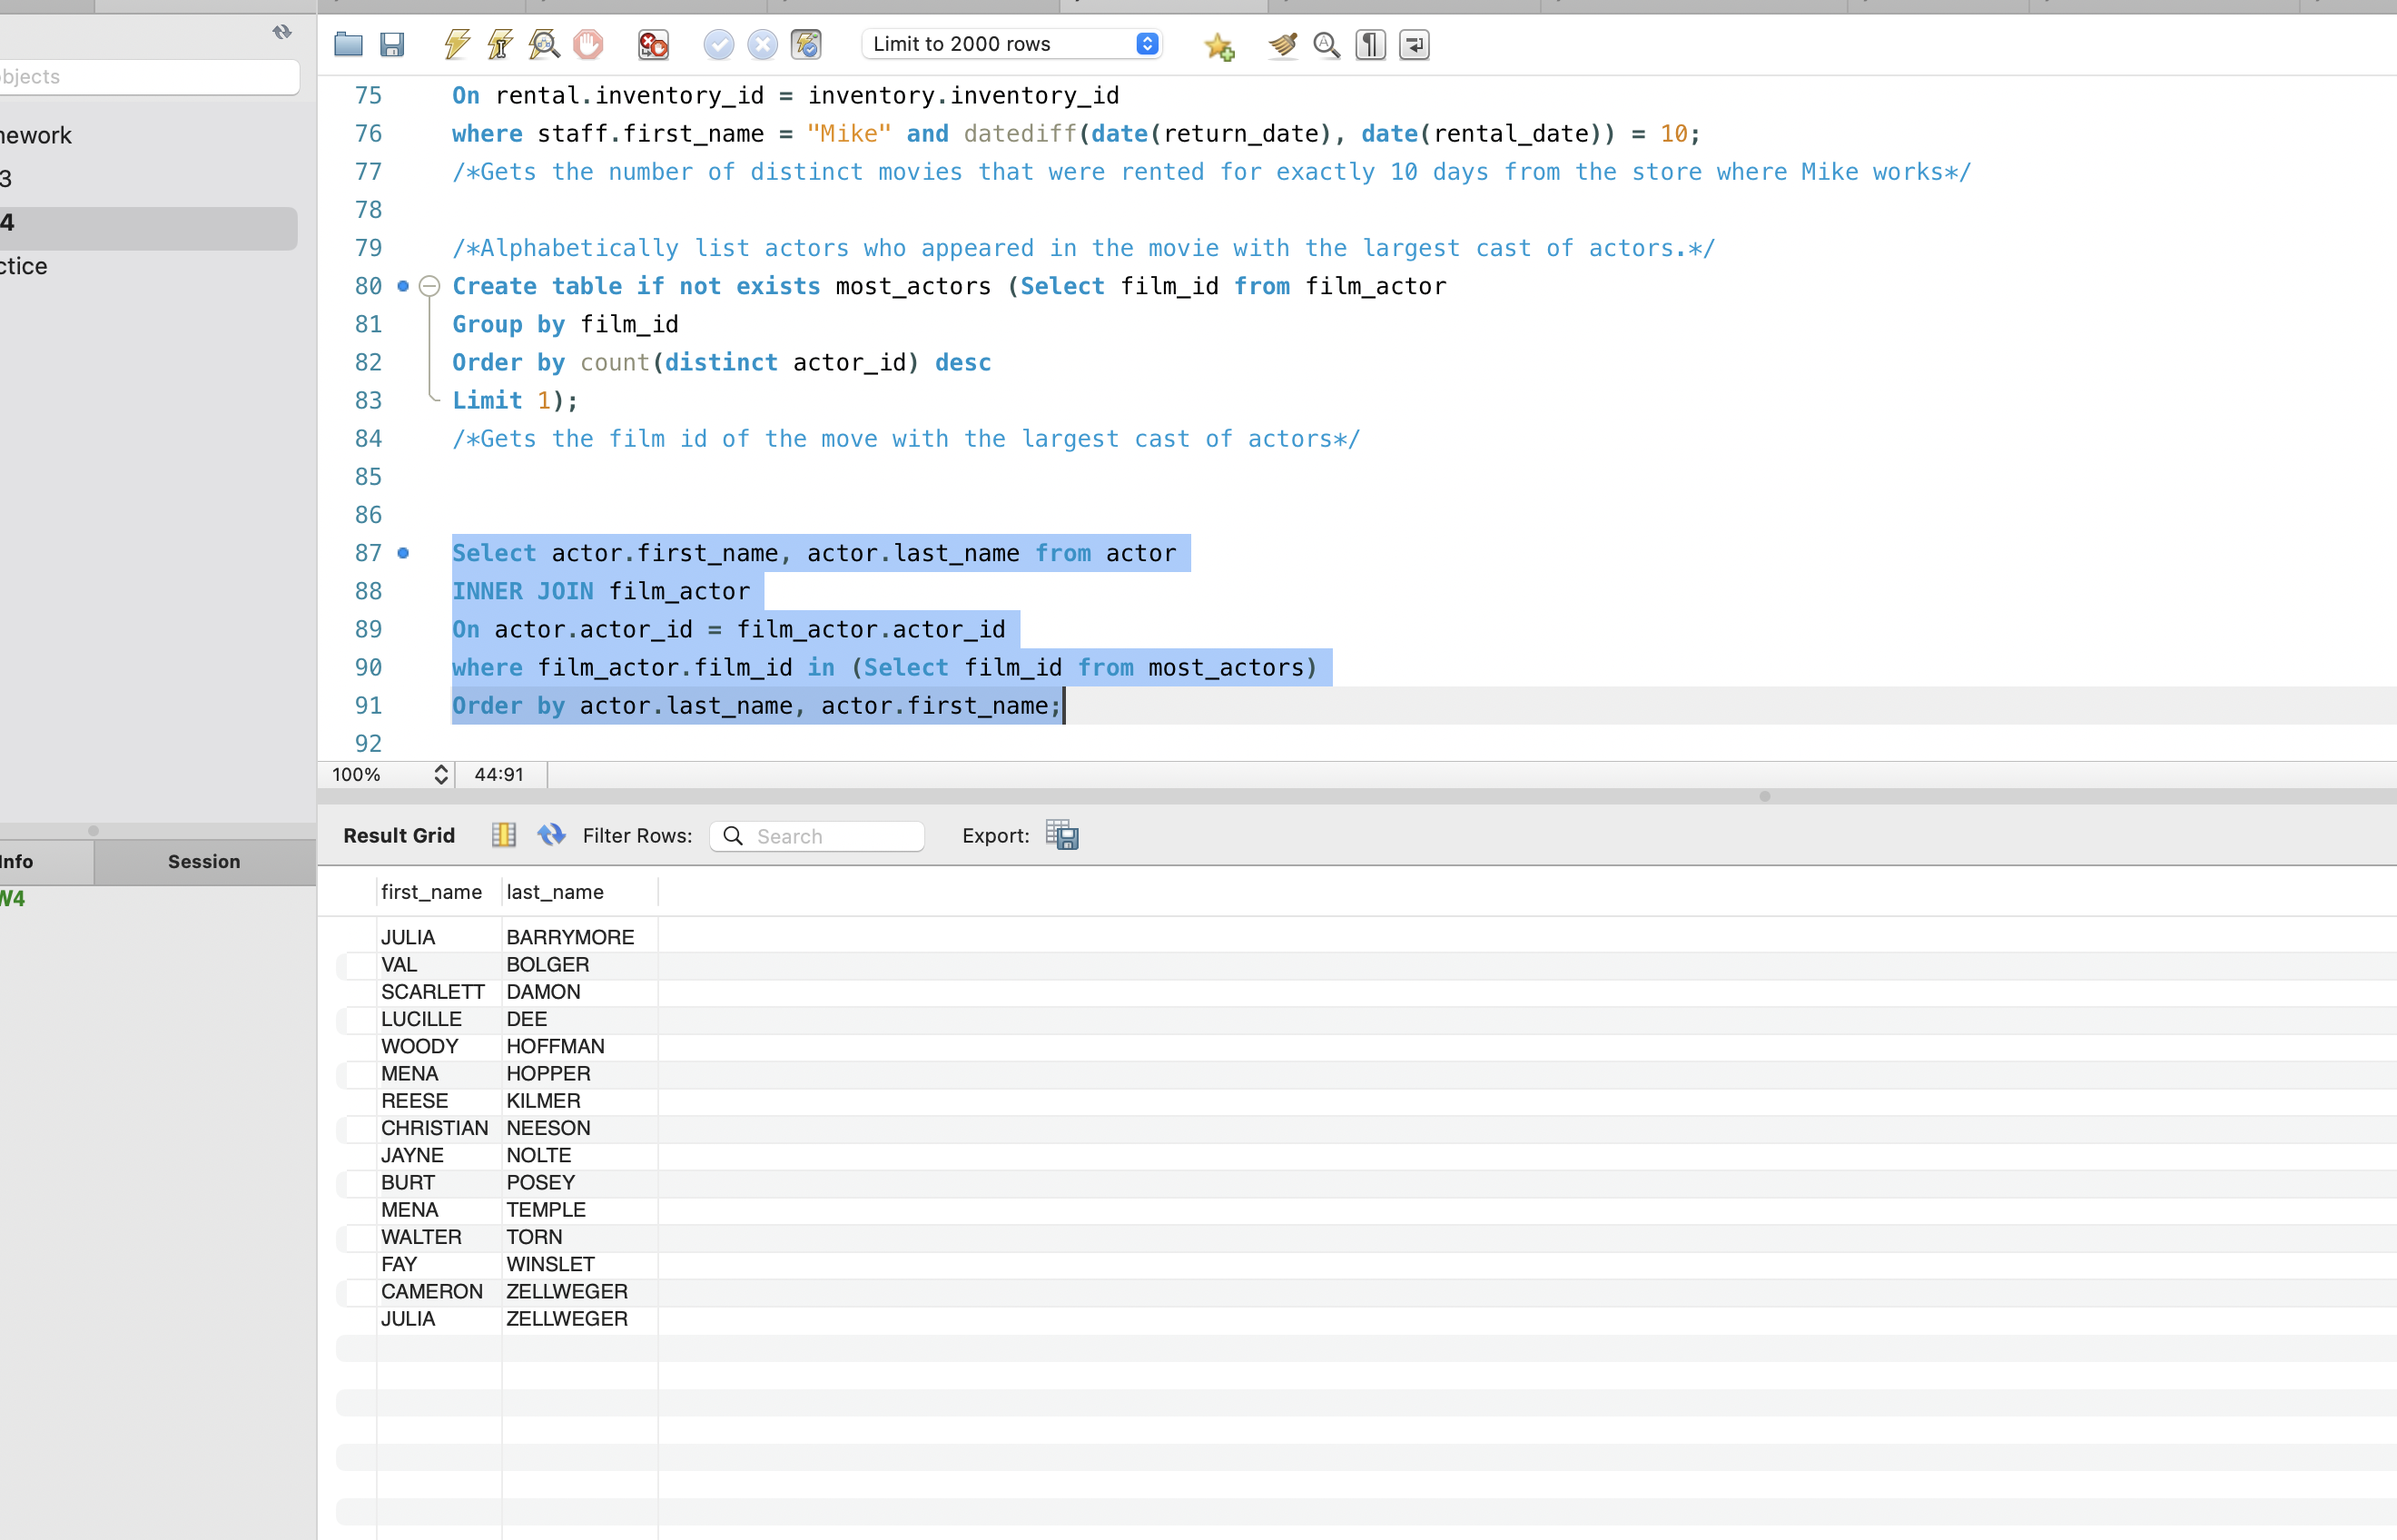 Limit to 2000 rows
bjects
ework
3
4
ctice
75 On rental.inventory_id = inventory.inventory_id
76 where staff.first_name = "Mike" and datediff(date(return_date), date(rental_date)) = 10;
77 /*Gets the number of distinct movies that were rented for exactly 10 days from the store where Mike works*/
78
79 /*Alphabetically list actors who appeared in the movie with the largest cast of actors.*/
80 Create table if not exists most_actors (Select film_id from film_actor
81 Group by film_id
82 Order by count(distinct actor_id) desc
83 Limit 1);
84 /*Gets the film id of the move with the largest cast of actors*/
85
86
87 Select actor.first_name, actor.last_name from actor
88 INNER JOIN film_actor
89 On actor.actor_id = film_actor.actor_id
90 where film_actor.film_id in (Select film_id from most_actors)
91 Order by actor.last_name, actor.first_name;
92
100% 44:91
Result Grid Filter Rows: Search Export:
nfo Session
W4
first_name last_name
JULIA BARRYMORE
VAL BOLGER
SCARLETT DAMON
LUCILLE DEE
WOODY HOFFMAN
MENA HOPPER
REESE KILMER
CHRISTIAN NEESON
JAYNE NOLTE
BURT POSEY
MENA TEMPLE
WALTER TORN
FAY WINSLET
CAMERON ZELLWEGER
JULIA ZELLWEGER